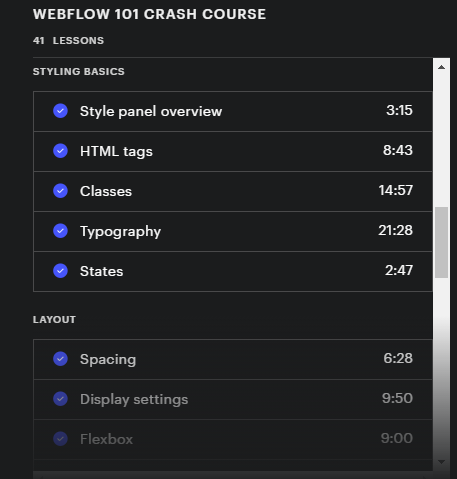 WEBFLOW 101 CRASH COURSE
41 LESSONS
STYLING BASICS
Style panel overview 3:15
HTML tags 8:43
Classes 14:57
Typography 21:28
States 2:47
LAYOUT
Spacing 6:28
Display settings 9:50
Flexbox 9:00